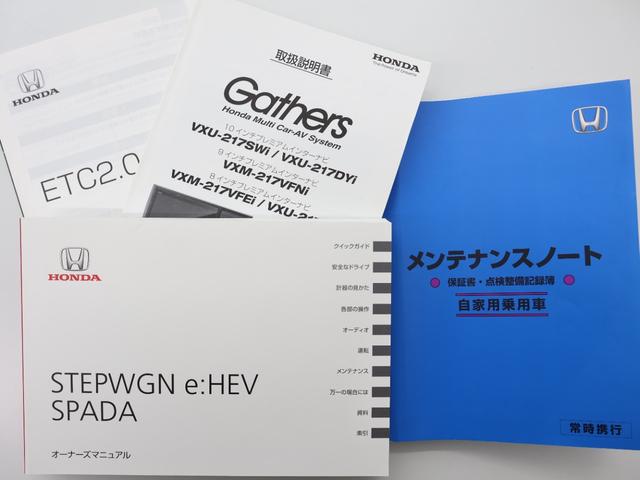 HONDA
ETC2.0
取扱説明書
HONDA
The Power of Dreams
Gathers
Honda Multi Car-AV System
10インチプレミアムインターナビ
VXU-217SWi / VXU-217DYi
9インチプレミアムインターナビ
VXM-217VFNi
8インチプレミアムインターナビ
VXM-217VFEi / VXU-217
メンテナンスノート
保証書・点検整備記録簿
自家用乗用車
常時携行
HONDA
クイックガイド
安全なドライブ
計器の見かた
各部の操作
オーディオ
運転
メンテナンス
万一の場合には
資料
索引
STEPWGN e:HEV
SPADA
オーナーズマニュアル